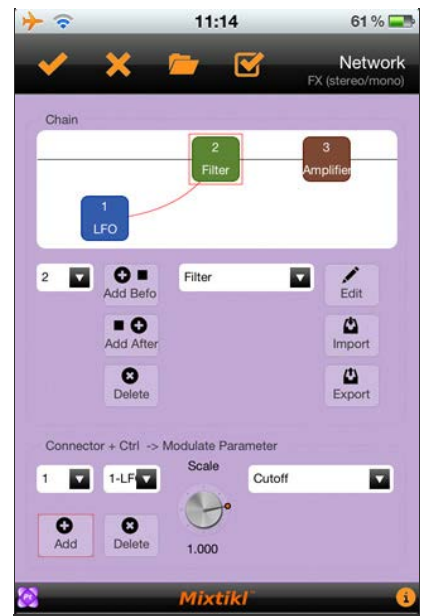 11:14 61 %
Network
FX (stereo/mono)
Chain
2
Filter
3
Amplifier
1
LFO
2 Add Befo Filter Edit
Add After Import
Delete Export
Connector + Ctrl -> Modulate Parameter
Scale
1 1-LF Cutoff
Add Delete 1.000
Mixtikl
i